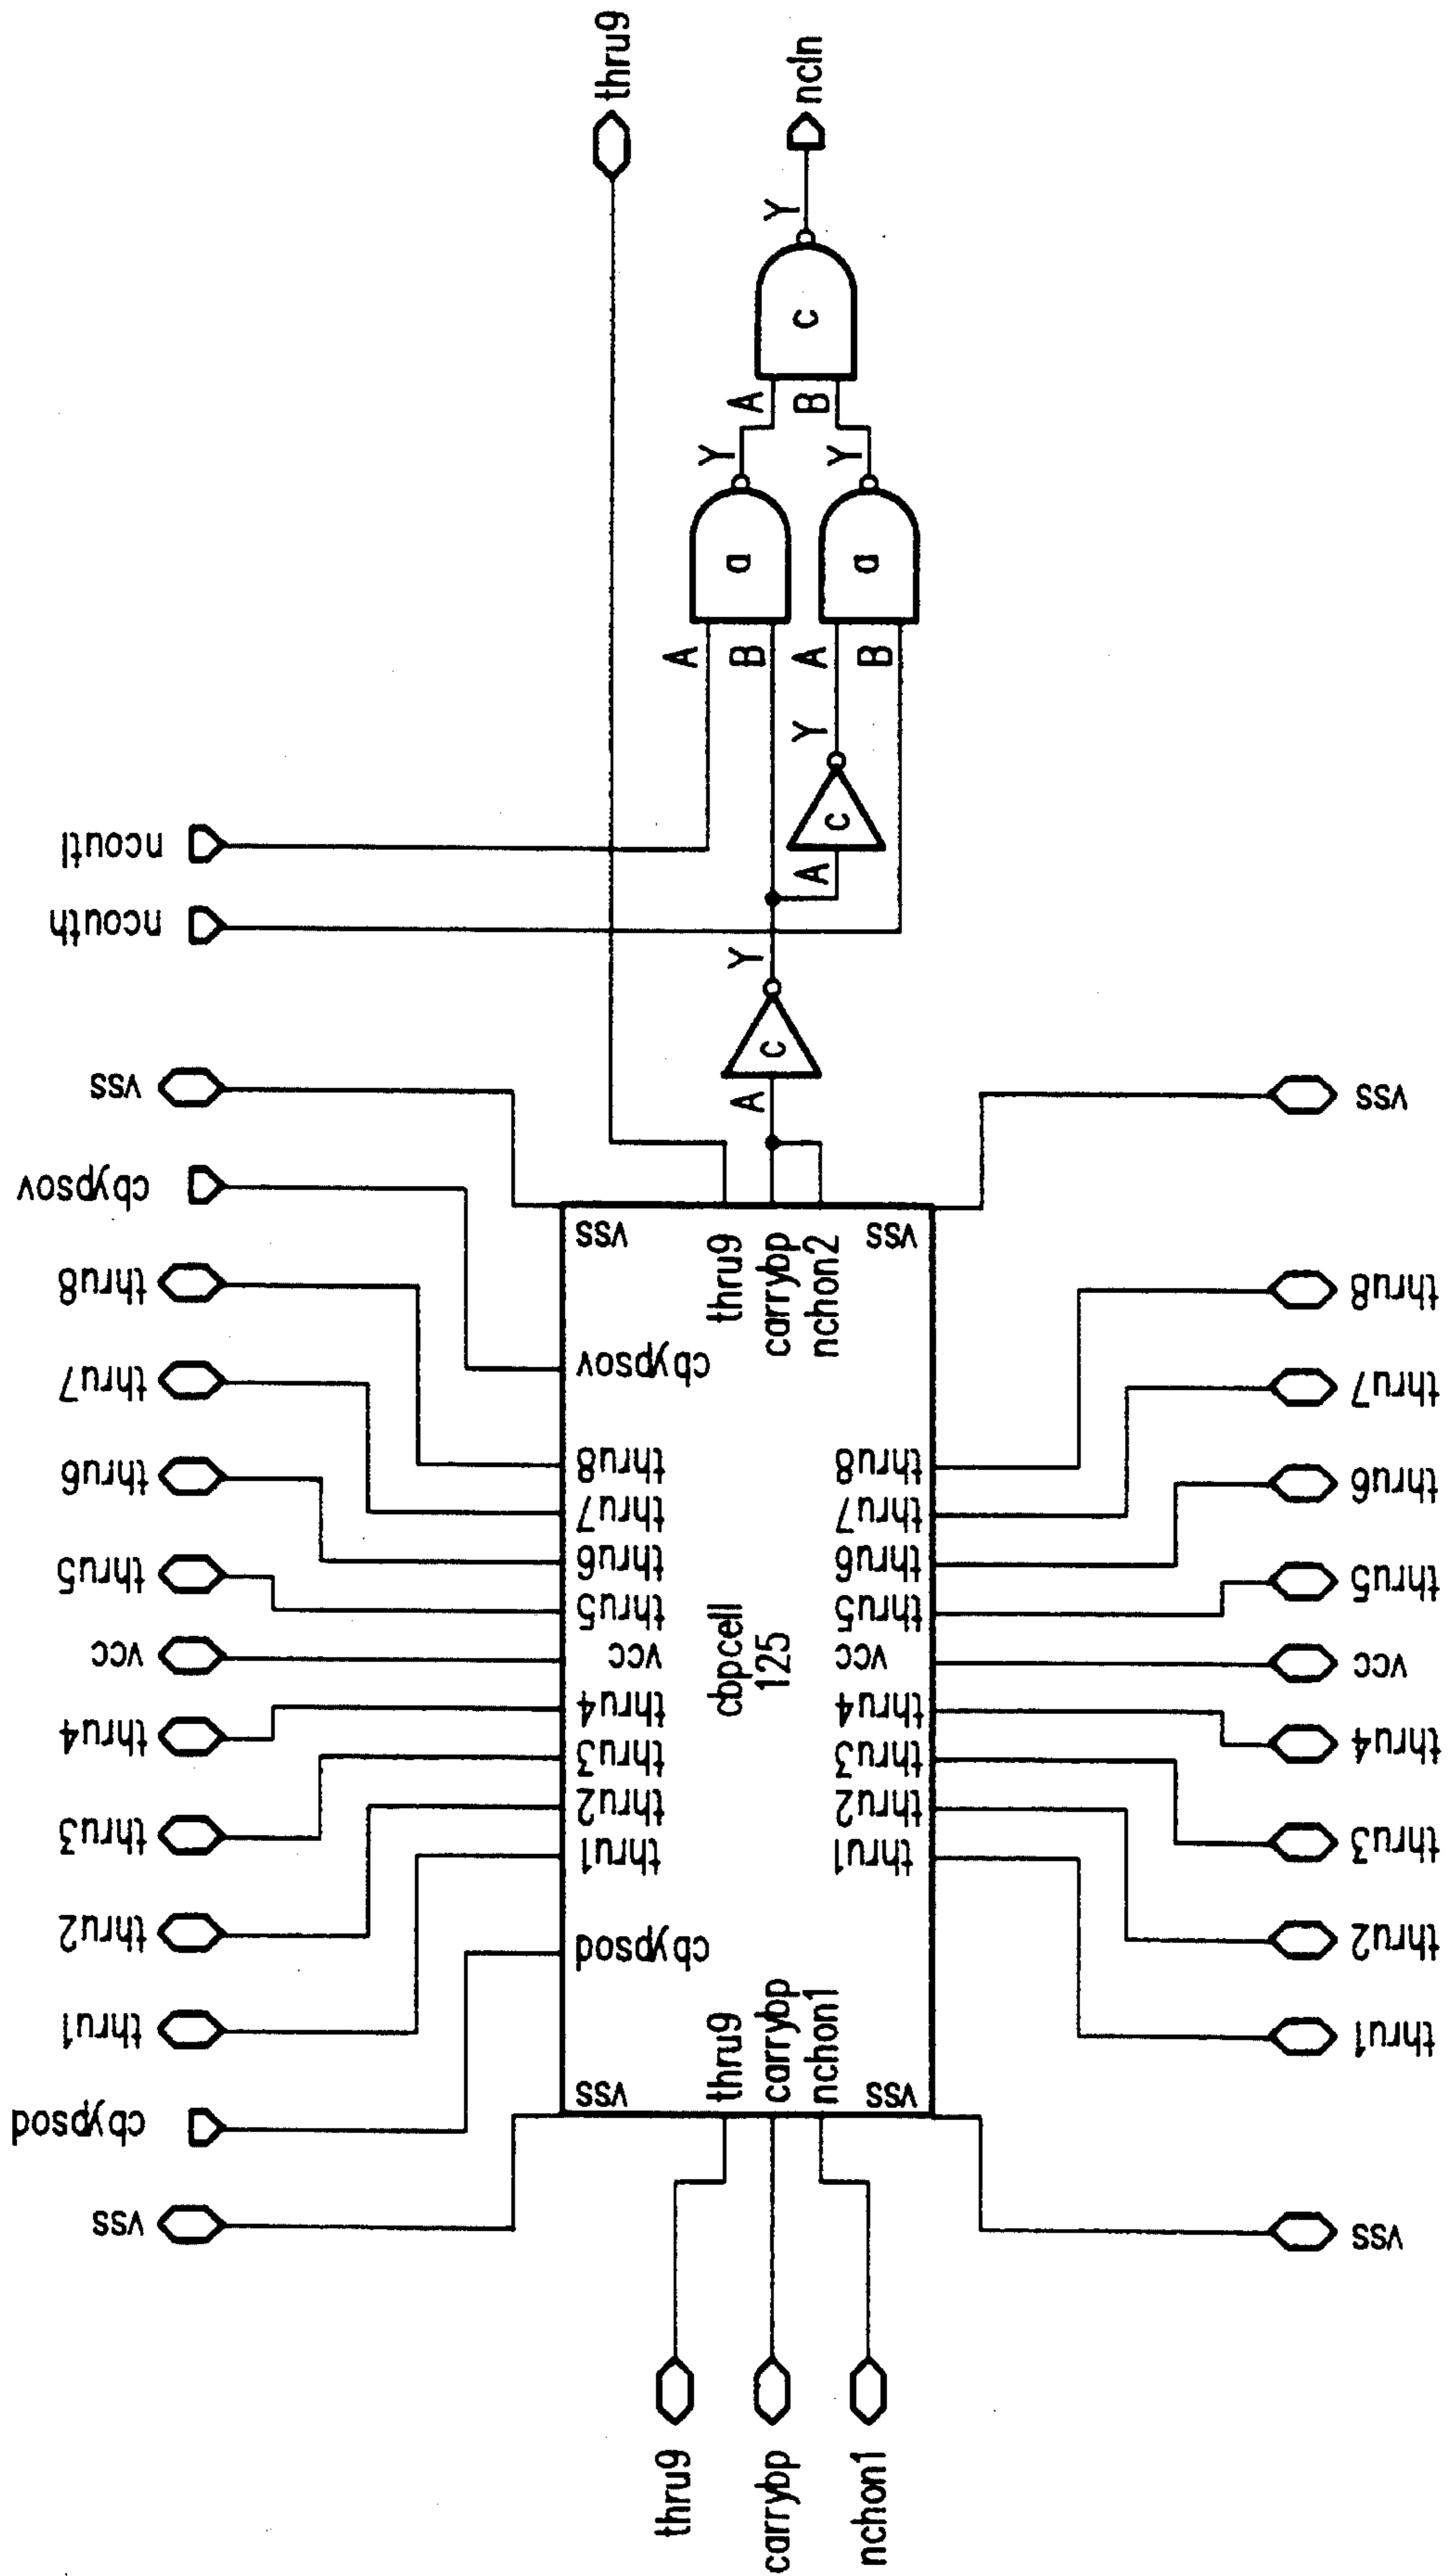 thru9
ncin
Y
c
A
B
Y
Y
a
a
A
B
A
B
Y
c
A
ncoutl
ncouth
Y
c
A
vss
cbypsov
thru8
thru7
thru6
thru5
vcc
thru4
thru3
thru2
thru1
cbypsod
vss
vss
thru9
carrybp
nchon2
vss
cbypsov
thru8
thru7
thru6
thru5
vcc
thru4
thru3
thru2
thru1
cbypsod
cbpcell
125
thru8
thru7
thru6
thru5
vcc
thru4
thru3
thru2
thru1
vss
thru9
carrybp
nchon1
vss
vss
thru8
thru7
thru6
thru5
vcc
thru4
thru3
thru2
thru1
vss
thru9
carrybp
nchon1